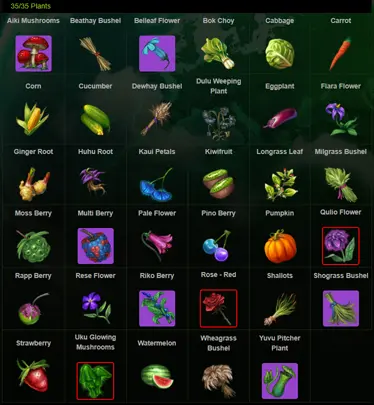 35/35 Plants
Aiki Mushrooms Beathay Bushel Belleaf Flower Bok Choy Cabbage Carrot
Corn Cucumber Dewhay Bushel Dulu Weeping Plant Eggplant Flara Flower
Ginger Root Huhu Root Kaui Petals Kiwifruit Longrass Leaf Milgrass Bushel
Moss Berry Multi Berry Pale Flower Pino Berry Pumpkin Qulio Flower
Rapp Berry Rese Flower Riko Berry Rose - Red Shallots Shograss Bushel
Strawberry Uku Glowing Mushrooms Watermelon Wheagrass Bushel Yuvu Pitcher Plant